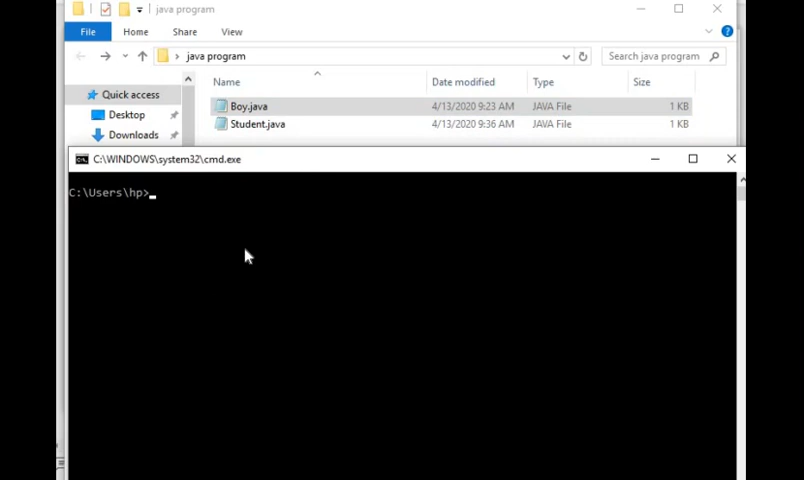 java program
File Home Share View
java program Search java program
Name Date modified Type Size
Quick access
Boy.java 4/13/2020 9:23 AM JAVA File 1 KB
Desktop
Student.java 4/13/2020 9:36 AM JAVA File 1 KB
Downloads
C:\WINDOWS\system32\cmd.exe
C:\Users\hp>